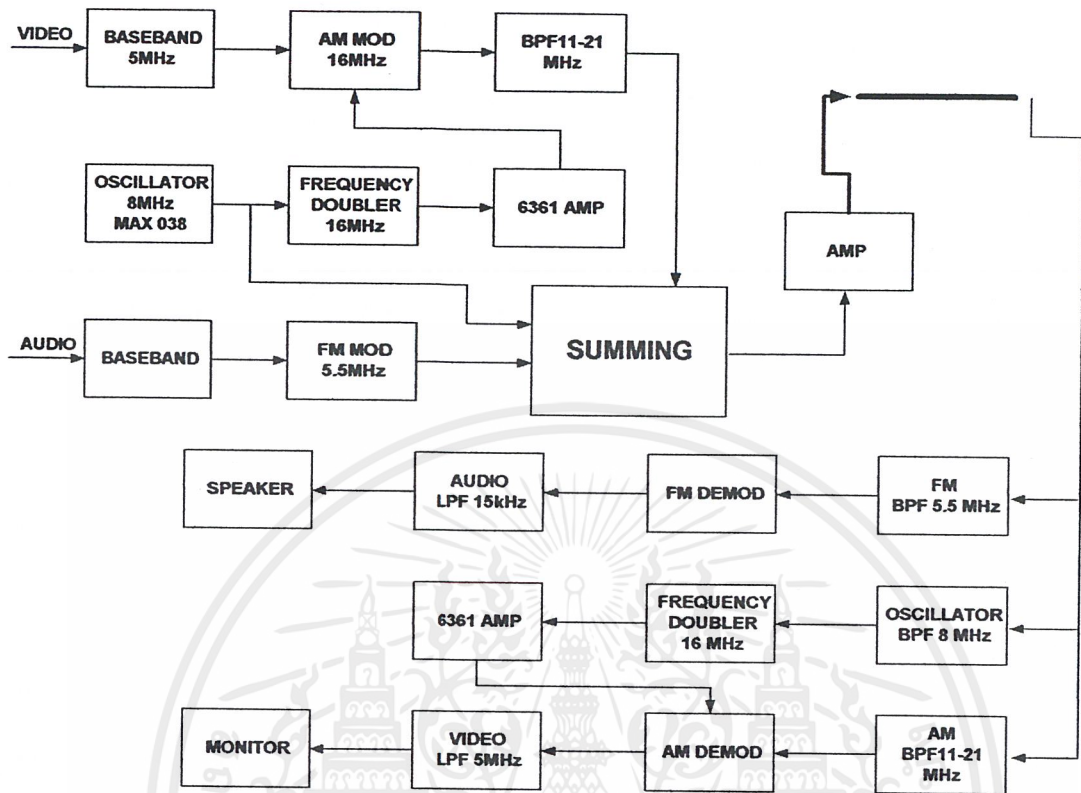 VIDEO
BASEBAND
5MHz
AM MOD
16MHz
BPF11-21
MHz
OSCILLATOR
8MHz
MAX 038
FREQUENCY
DOUBLER
16MHz
6361 AMP
AMP
AUDIO
BASEBAND
FM MOD
5.5MHz
SUMMING
SPEAKER
AUDIO
LPF 15kHz
FM DEMOD
FM
BPF 5.5 MHz
6361 AMP
FREQUENCY
DOUBLER
16 MHz
OSCILLATOR
BPF 8 MHz
MONITOR
VIDEO
LPF 5MHz
AM DEMOD
AM
BPF11-21
MHz